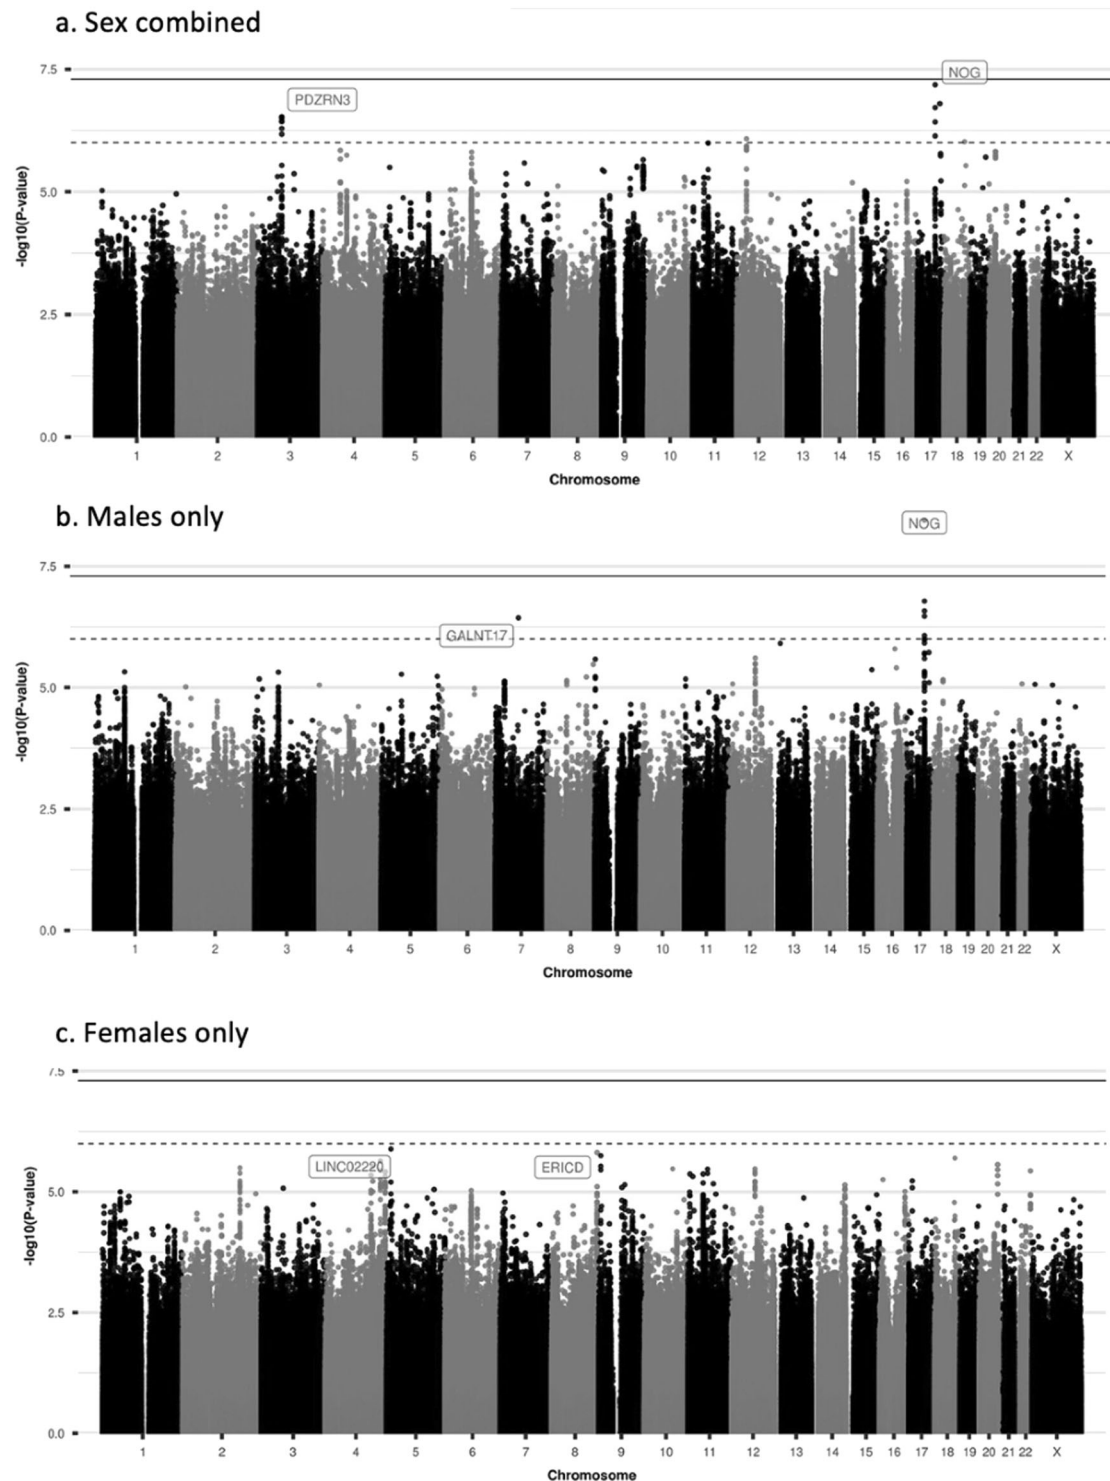 a. Sex combined
7.5
NOG
PDZRN3
5.0
-log10(P-value)
2.5
0.0
1 2 3 4 5 6 7 8 9 10 11 12 13 14 15 16 17 18 19 20 21 22 X
Chromosome
b. Males only
NOG
7.5
GALNT17
5.0
-log10(P-value)
2.5
0.0
1 2 3 4 5 6 7 8 9 10 11 12 13 14 15 16 17 18 19 20 21 22 X
Chromosome
c. Females only
7.5
LINC02220 ERICD
5.0
-log10(P-value)
2.5
0.0
1 2 3 4 5 6 7 8 9 10 11 12 13 14 15 16 17 18 19 20 21 22 X
Chromosome